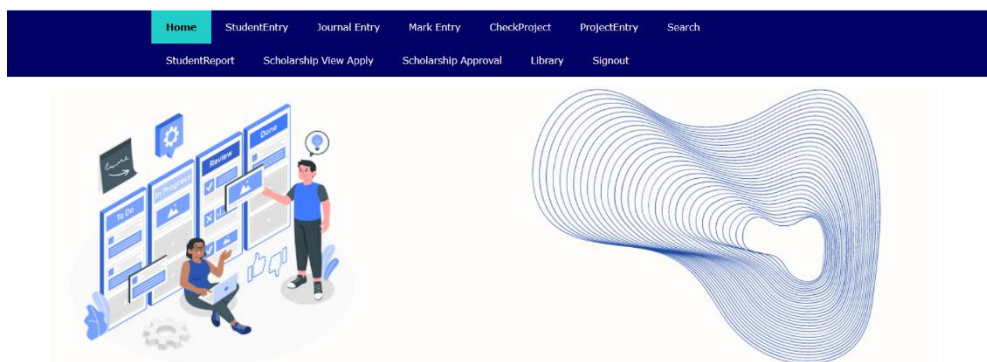 Home StudentEntry Journal Entry Mark Entry CheckProject ProjectEntry Search
StudentReport Scholarship View Apply Scholarship Approval Library Signout
To Do
In Progress
Review
Done